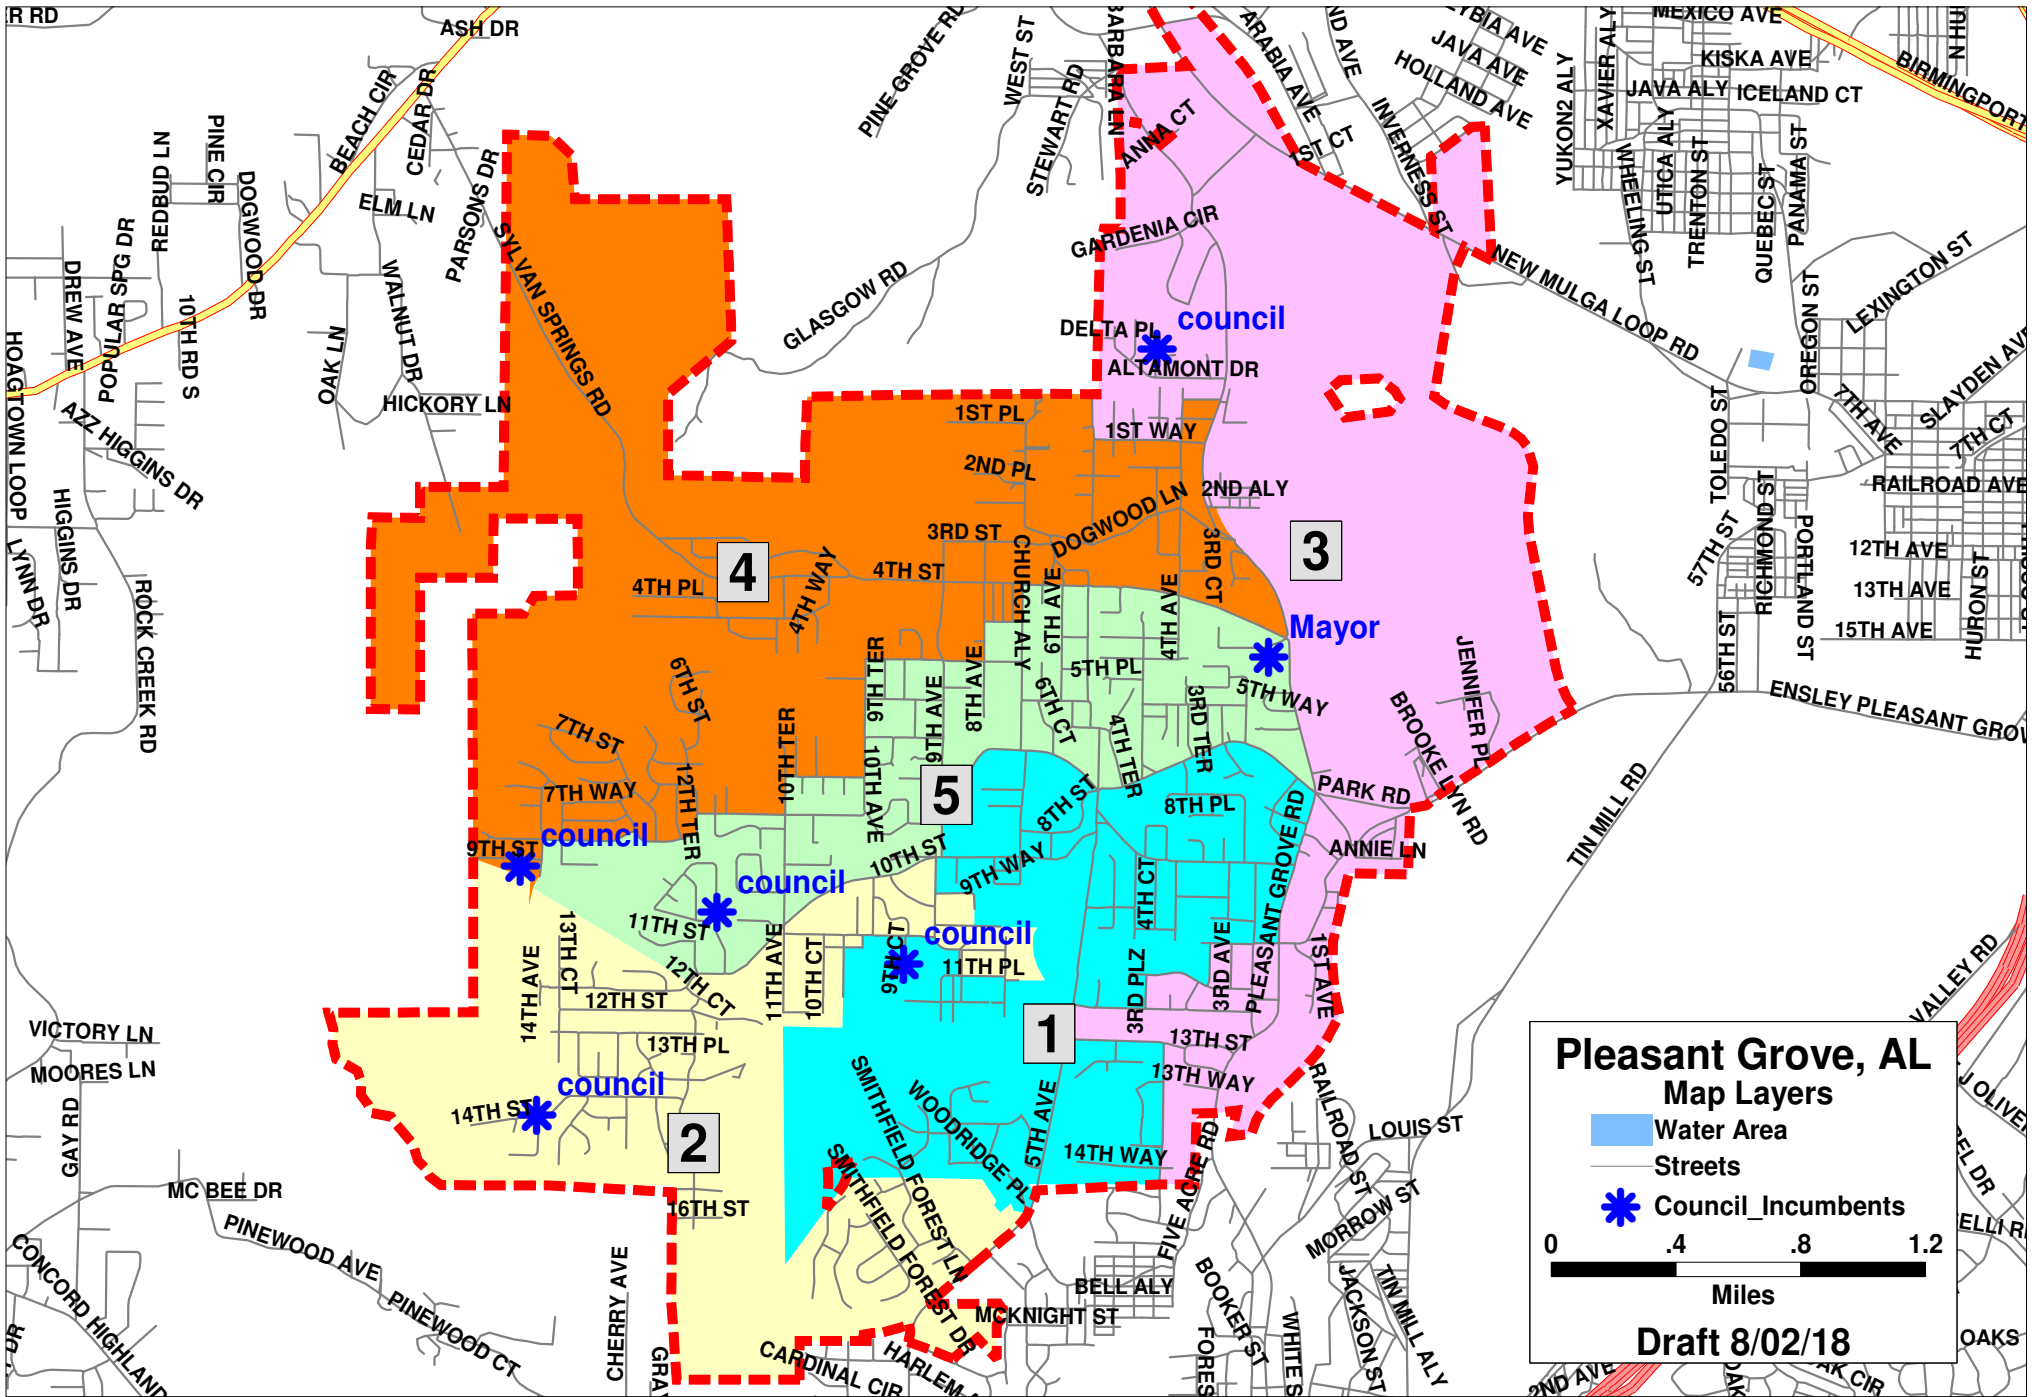 R RD
ASH DR
PINE GROVE RD
WEST ST
BARBARA LN
ARABIA AVE
ND AVE
JAVA AVE
HOLLAND AVE
XAVIER ALY
MEXICO AVE
KISKA AVE
N HU
BIRMINGPORT
BEACH CIR
CEDAR DR
STEWART RD
ANNA CT
1ST CT
INVERNESS ST
YUKON2 ALY
JAVA ALY
ICELAND CT
UTICA ALY
WHEELING ST
TRENTON ST
QUEBEC ST
PANAMA ST
REDBUD LN
PINE CIR
DOGWOOD DR
ELM LN
PARSONS DR
SYLVAN SPRINGS RD
GARDENIA CIR
NEW MULGA LOOP RD
OREGON ST
LEXINGTON ST
DREW AVE
POPULAR SPG DR
10TH RD S
WALNUT DR
OAK LN
GLASGOW RD
DELTA PL
council
ALTAMONT DR
HOAGTOWN LOOP
AZZ HIGGINS DR
HICKORY LN
1ST PL
1ST WAY
TOLEDO ST
7TH AVE
SLAYDEN AVE
7TH CT
2ND PL
2ND ALY
RAILROAD AVE
HIGGINS DR
LYNN DR
ROCK CREEK RD
3RD ST
DOGWOOD LN
3RD CT
3
57TH ST
RICHMOND ST
PORTLAND ST
12TH AVE
13TH AVE
HURON ST
15TH AVE
4
4TH PL
4TH WAY
4TH ST
CHURCH ALY
6TH AVE
4TH AVE
Mayor
56TH ST
ENSLEY PLEASANT GROV
6TH ST
9TH TER
9TH AVE
8TH AVE
5TH PL
6TH CT
4TH TER
3RD TER
5TH WAY
BROOKE LYN RD
JENNIFER PL
7TH ST
7TH WAY
12TH TER
10TH TER
10TH AVE
5
8TH ST
8TH PL
PARK RD
TIN MILL RD
9TH ST
council
10TH ST
9TH WAY
4TH CT
PLEASANT GROVE RD
ANNIE LN
council
11TH ST
13TH CT
14TH AVE
12TH CT
12TH ST
11TH AVE
10TH CT
9TH CT
council
11TH PL
3RD PLZ
3RD AVE
1ST AVE
VALLEY RD
VICTORY LN
MOORES LN
GAY RD
13TH PL
1
13TH ST
13TH WAY
council
14TH ST
2
SMITHFIELD FOREST LN
WOODRIDGE PL
5TH AVE
14TH WAY
FIVE ACRE RD
RAILROAD ST
LOUIS ST
MORROW ST
MC BEE DR
PINEWOOD AVE
16TH ST
SMITHFIELD FOREST DR
CONCORD HIGHLAND
PINEWOOD CT
CHERRY AVE
GRA
CARDINAL CIR
HARLEM
MCKNIGHT ST
BELL ALY
BOOKER ST
FORES
WHITE S
JACKSON ST
TIN MILL ALY
Pleasant Grove, AL
Map Layers
Water Area
Streets
Council_Incumbents
0 .4 .8 1.2
Miles
Draft 8/02/18
J OLIVER
BEL DR
ELLI R
OAKS
2ND AVE
AK CIR